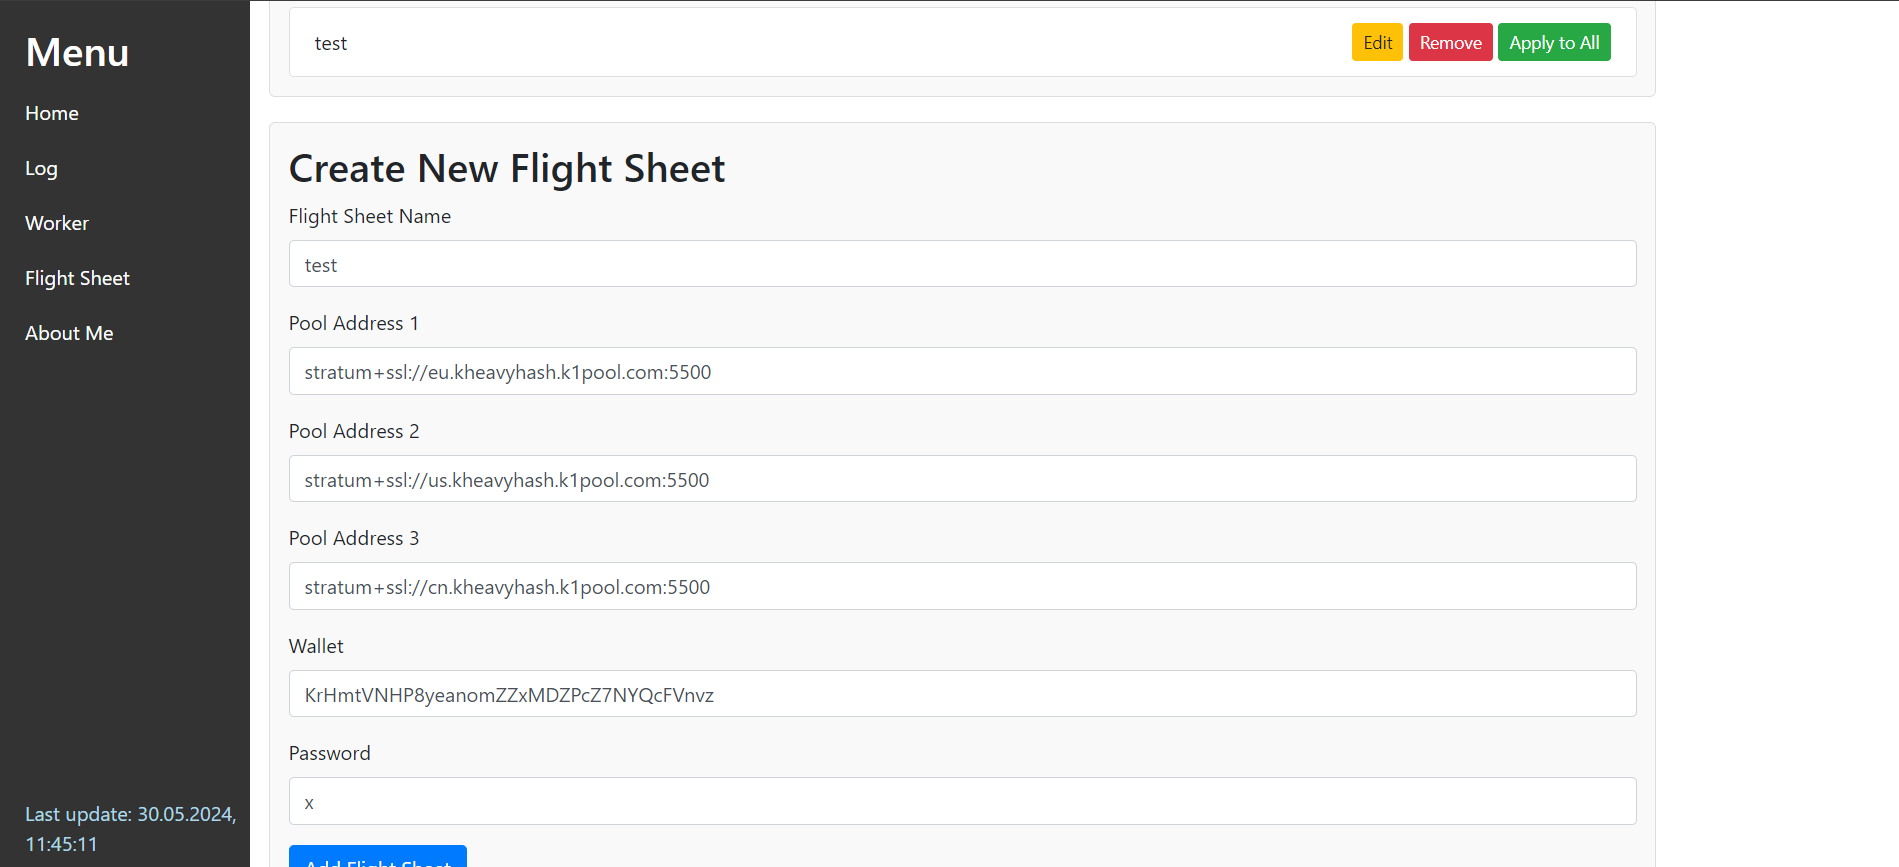 Menu
Home
Log
Worker
Flight Sheet
About Me
Last update: 30.05.2024,
11:45:11
test
Edit Remove Apply to All
Create New Flight Sheet
Flight Sheet Name
test
Pool Address 1
stratum+ssl://eu.kheavyhash.k1pool.com:5500
Pool Address 2
stratum+ssl://us.kheavyhash.k1pool.com:5500
Pool Address 3
stratum+ssl://cn.kheavyhash.k1pool.com:5500
Wallet
KrHmtVNHP8yeanomZZxMDZPcZ7NYQcFVnvz
Password
x
Add Flight Sheet